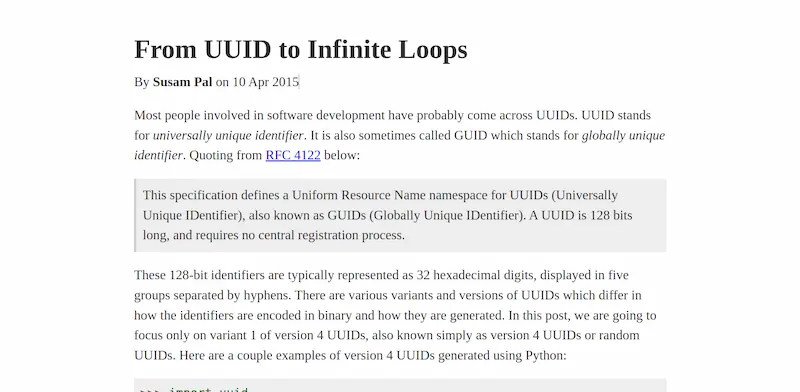 From UUID to Infinite Loops
By Susam Pal on 10 Apr 2015
Most people involved in software development have probably come across UUIDs. UUID stands
for universally unique identifier. It is also sometimes called GUID which stands for globally unique
identifier. Quoting from RFC 4122 below:
This specification defines a Uniform Resource Name namespace for UUIDs (Universally
Unique IDentifier), also known as GUIDs (Globally Unique IDentifier). A UUID is 128 bits
long, and requires no central registration process.
These 128-bit identifiers are typically represented as 32 hexadecimal digits, displayed in five
groups separated by hyphens. There are various variants and versions of UUIDs which differ in
how the identifiers are encoded in binary and how they are generated. In this post, we are going to
focus only on variant 1 of version 4 UUIDs, also known simply as version 4 UUIDs or random
UUIDs. Here are a couple examples of version 4 UUIDs generated using Python:
>>> import uuid